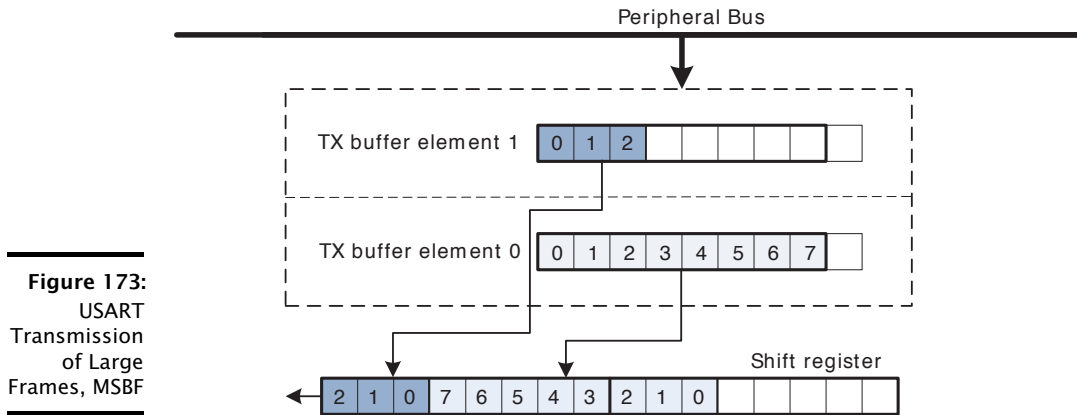 Peripheral Bus
TX buffer element 1
0 1 2
TX buffer element 0
0 1 2 3 4 5 6 7
Figure 173:
USART
Transmission
of Large
Frames, MSBF
Shift register
2 1 0 7 6 5 4 3 2 1 0